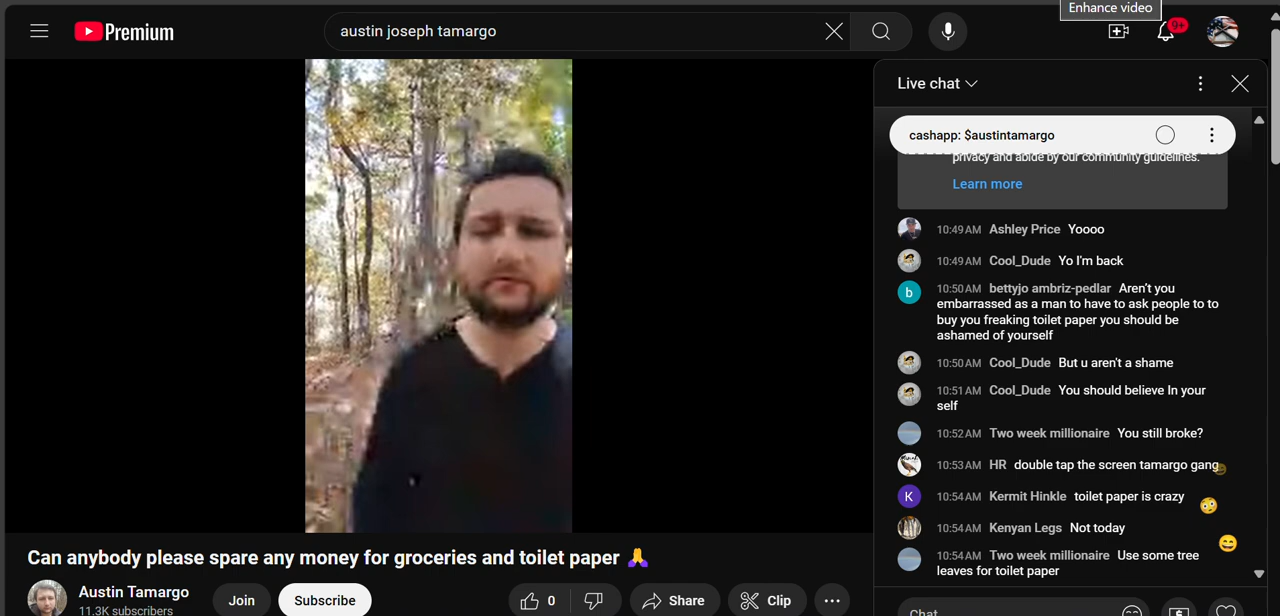 Enhance video
Premium
austin joseph tamargo
9+
Live chat
cashapp: $austintamargo
privacy and abide by our community guidelines.
Learn more
10:49 AM Ashley Price Yoooo
10:49 AM Cool_Dude Yo I'm back
10:50 AM bettyjo ambriz-pedlar Aren't you
embarrassed as a man to have to ask people to to
buy you freaking toilet paper you should be
ashamed of yourself
10:50 AM Cool_Dude But u aren't a shame
10:51 AM Cool_Dude You should believe In your
self
10:52 AM Two week millionaire You still broke?
10:53 AM HR double tap the screen tamargo gang
K
10:54 AM Kermit Hinkle toilet paper is crazy
10:54 AM Kenyan Legs Not today
10:54 AM Two week millionaire Use some tree
leaves for toilet paper
b
Chat
Can anybody please spare any money for groceries and toilet paper 🙏
Austin Tamargo
11.3K subscribers
Join
Subscribe
0
Share
Clip